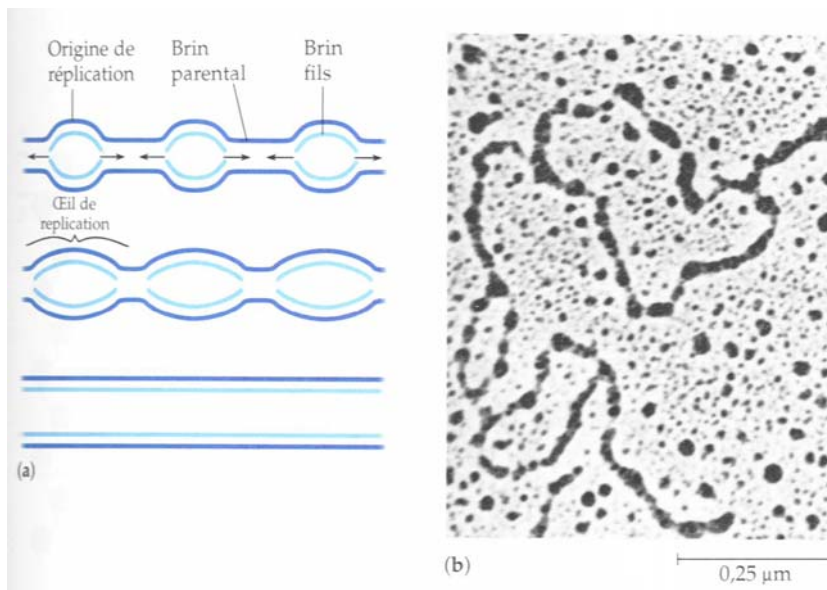 Origine de
réplication
Brin
parental
Brin
fils
Œil de
replication
(a)
(b)
0,25 µm